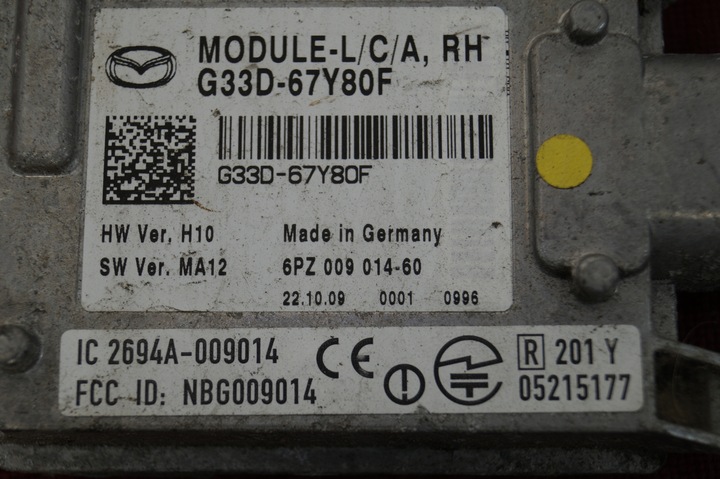 MODULE-L/C/A, RH
G33D-67Y80F
G33D-67Y80F
HW Ver. H10 Made in Germany
SW Ver. MA12 6PZ 009 014-60
22.10.09 0001 0996
IC 2694A-009014 CE R 201 Y
FCC ID: NBG009014 05215177